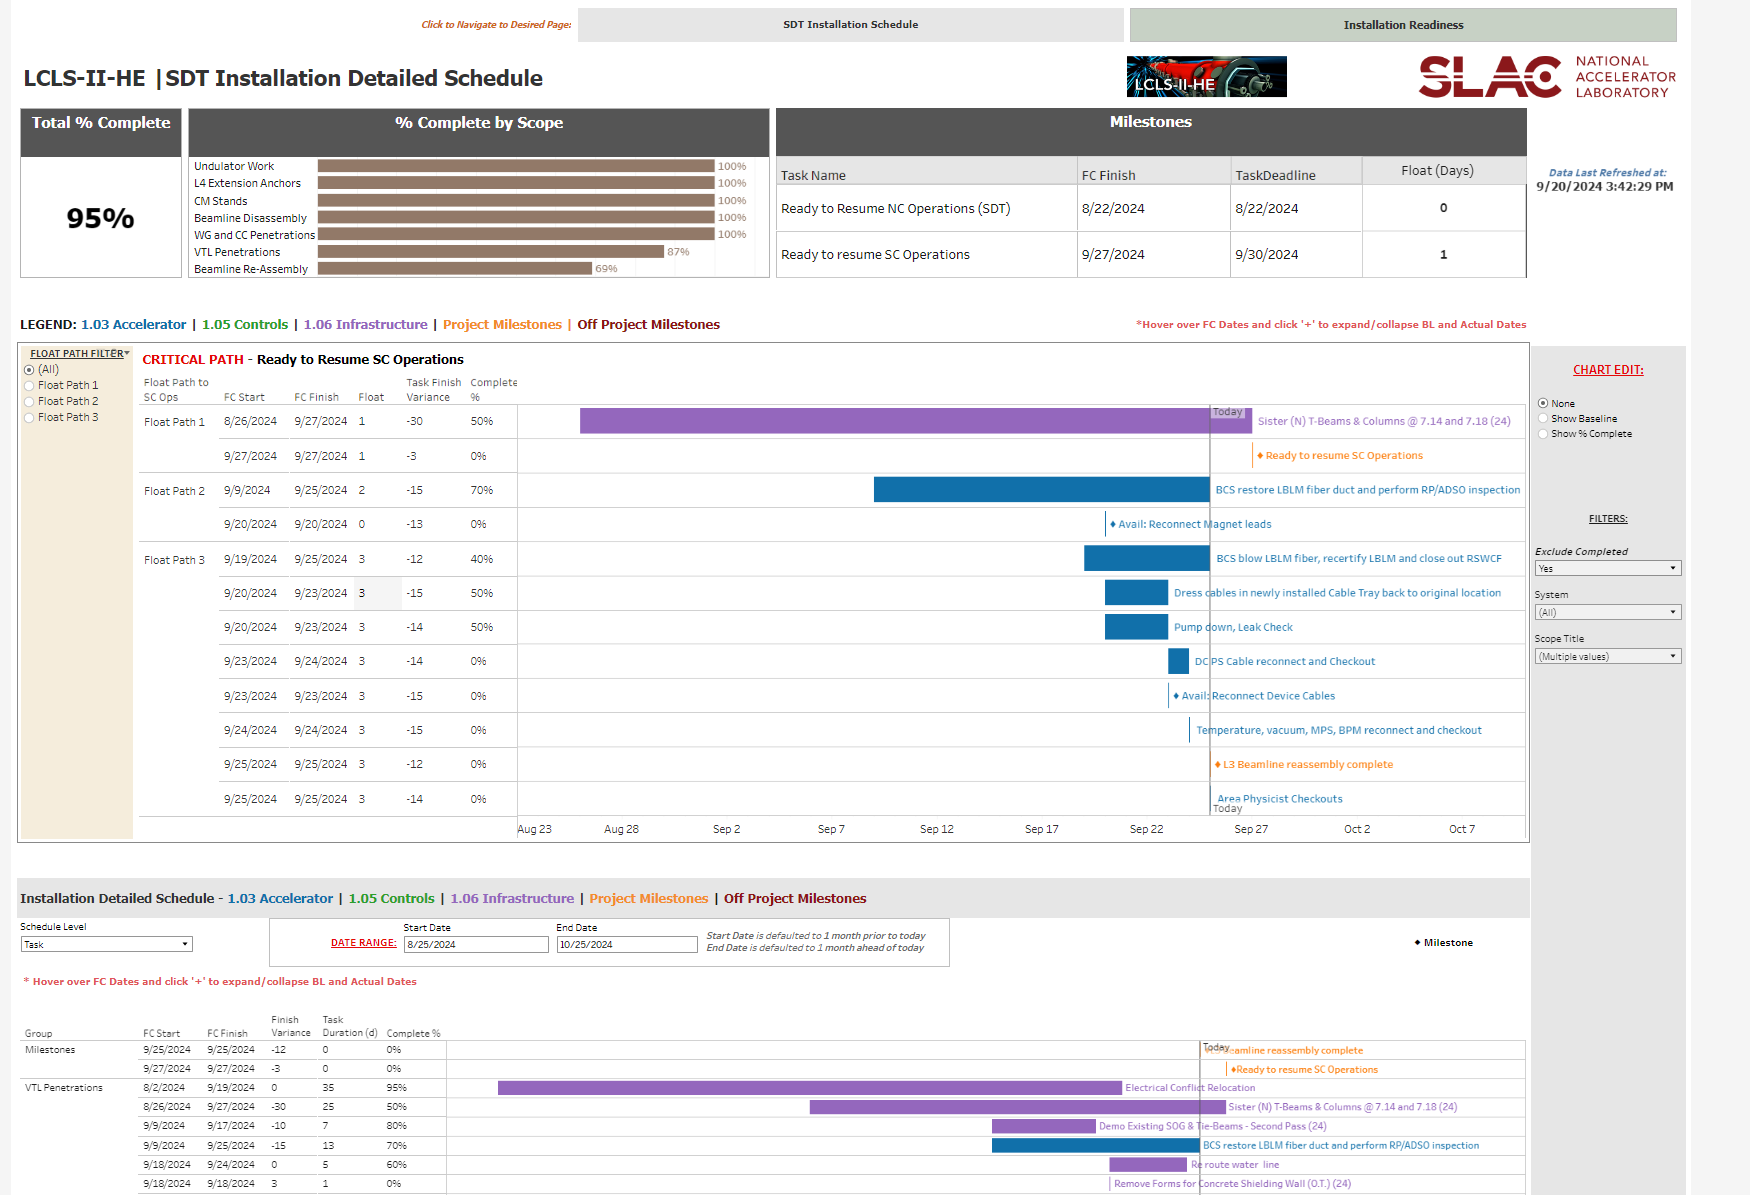 Click to Navigate to Desired Page:
SDT Installation Schedule
Installation Readiness
LCLS-II-HE | SDT Installation Detailed Schedule
LCLS-II-HE
SLAC NATIONAL ACCELERATOR LABORATORY
Total % Complete
95%
% Complete by Scope
Undulator Work 100%
L4 Extension Anchors 100%
CM Stands 100%
Beamline Disassembly 100%
WG and CC Penetrations 100%
VTL Penetrations 87%
Beamline Re-Assembly 69%
Milestones
Task Name FC Finish TaskDeadline Float (Days)
Ready to Resume NC Operations (SDT) 8/22/2024 8/22/2024 0
Ready to resume SC Operations 9/27/2024 9/30/2024 1
Data Last Refreshed at:
9/20/2024 3:42:29 PM
LEGEND: 1.03 Accelerator | 1.05 Controls | 1.06 Infrastructure | Project Milestones | Off Project Milestones
*Hover over FC Dates and click '+' to expand/collapse BL and Actual Dates
FLOAT PATH FILTER
(All)
Float Path 1
Float Path 2
Float Path 3
CRITICAL PATH - Ready to Resume SC Operations
Float Path to SC Ops FC Start FC Finish Float Task Finish Variance Complete %
Today
Float Path 1 8/26/2024 9/27/2024 1 -30 50% Sister (N) T-Beams & Columns @ 7.14 and 7.18 (24)
9/27/2024 9/27/2024 1 -3 0% Ready to resume SC Operations
Float Path 2 9/9/2024 9/25/2024 2 -15 70% BCS restore LBLM fiber duct and perform RP/ADSO inspection
9/20/2024 9/20/2024 0 -13 0% Avail: Reconnect Magnet leads
Float Path 3 9/19/2024 9/25/2024 3 -12 40% BCS blow LBLM fiber, recertify LBLM and close out RSWCF
9/20/2024 9/23/2024 3 -15 50% Dress cables in newly installed Cable Tray back to original location
9/20/2024 9/23/2024 3 -14 50% Pump down, Leak Check
9/23/2024 9/24/2024 3 -14 0% DCPS Cable reconnect and Checkout
9/23/2024 9/23/2024 3 -15 0% Avail: Reconnect Device Cables
9/24/2024 9/24/2024 3 -15 0% Temperature, vacuum, MPS, BPM reconnect and checkout
9/25/2024 9/25/2024 3 -12 0% L3 Beamline reassembly complete
9/25/2024 9/25/2024 3 -14 0% Area Physicist Checkouts
Today
Aug 23 Aug 28 Sep 2 Sep 7 Sep 12 Sep 17 Sep 22 Sep 27 Oct 2 Oct 7
CHART EDIT:
None
Show Baseline
Show % Complete
FILTERS:
Exclude Completed
Yes
System
(All)
Scope Title
(Multiple values)
Installation Detailed Schedule - 1.03 Accelerator | 1.05 Controls | 1.06 Infrastructure | Project Milestones | Off Project Milestones
Schedule Level
Task
DATE RANGE:
Start Date
8/25/2024
End Date
10/25/2024
Start Date is defaulted to 1 month prior to today
End Date is defaulted to 1 month ahead of today
Milestone
* Hover over FC Dates and click '+' to expand/collapse BL and Actual Dates
Group FC Start FC Finish Finish Variance Task Duration (d) Complete %
Today
Milestones 9/25/2024 9/25/2024 -12 0 0% Beamline reassembly complete
9/27/2024 9/27/2024 -3 0 0% Ready to resume SC Operations
VTL Penetrations 8/2/2024 9/19/2024 0 35 95% Electrical Conflict Relocation
8/26/2024 9/27/2024 -30 25 50% Sister (N) T-Beams & Columns @ 7.14 and 7.18 (24)
9/9/2024 9/17/2024 -10 7 80% Demo Existing SOG & Tie-Beams - Second Pass (24)
9/9/2024 9/25/2024 -15 13 70% BCS restore LBLM fiber duct and perform RP/ADSO inspection
9/18/2024 9/24/2024 0 5 60% Re route water line
9/18/2024 9/18/2024 3 1 0% Remove Forms for Concrete Shielding Wall (O.T.) (24)